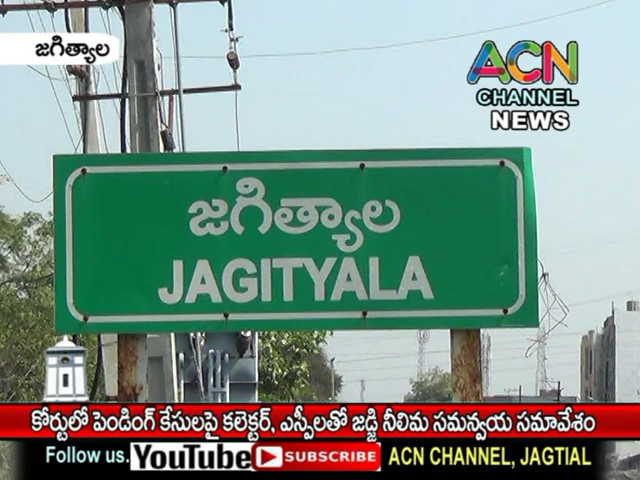 జగిత్యాల
ACN
CHANNEL
NEWS
జగిత్యాల
JAGITYALA
కోర్టులో పెండింగ్ కేసులపై కలెక్టర్, ఎస్పీలతో జడ్జి నీలిమ సమన్వయ సమావేశం
Follow us. YouTube SUBSCRIBE ACN CHANNEL, JAGTIAL